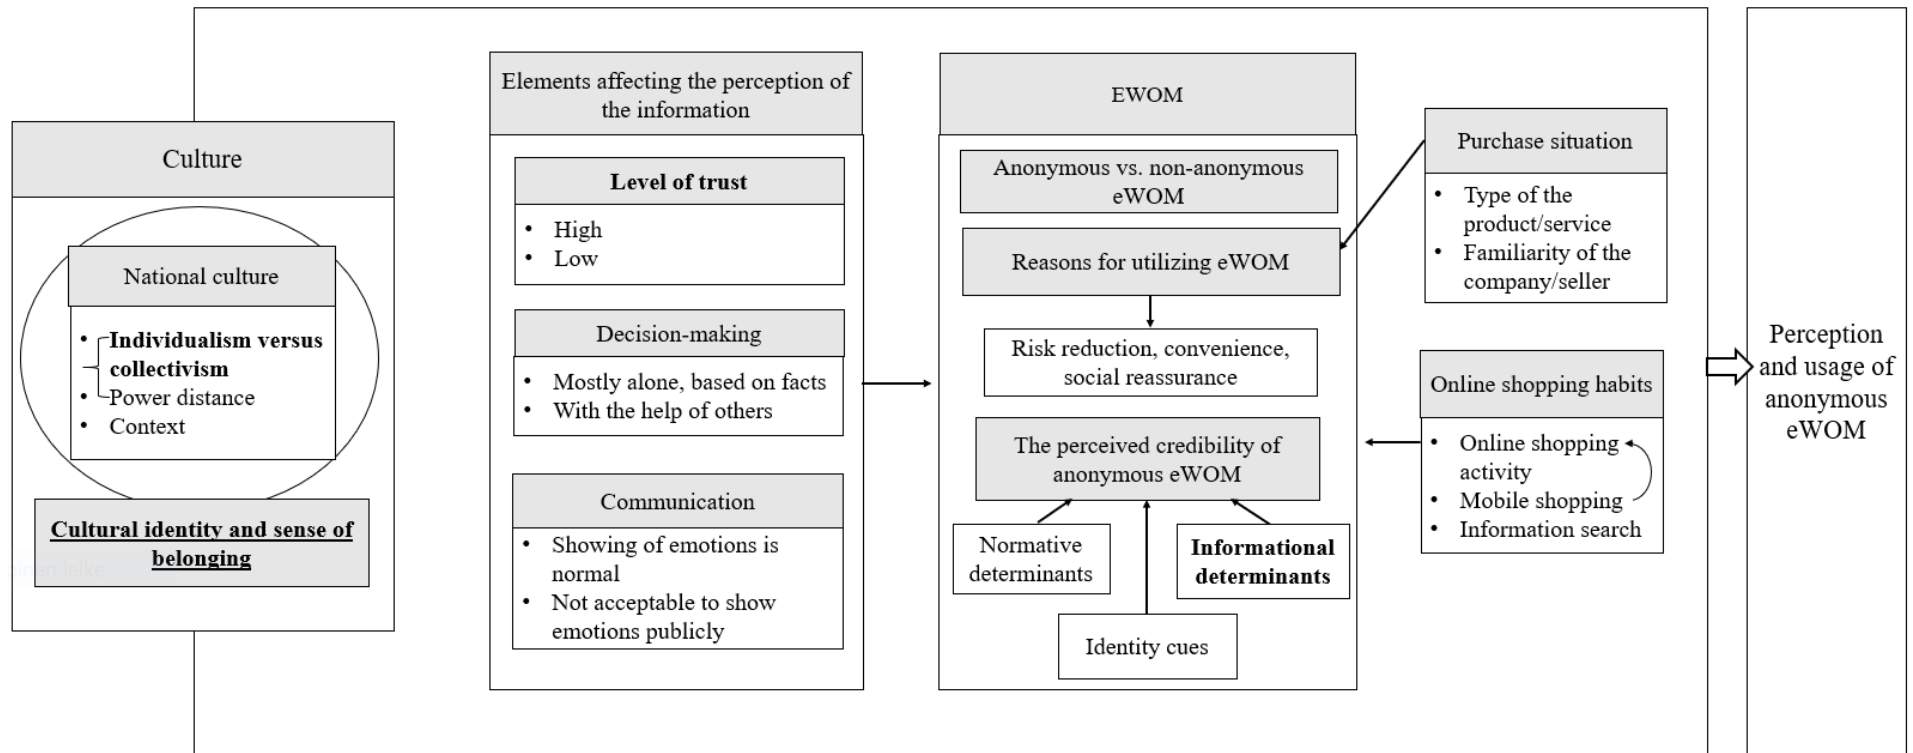 Culture
National culture
• Individualism versus
collectivism
• Power distance
• Context
Cultural identity and sense of
belonging
Elements affecting the perception of
the information
Level of trust
• High
• Low
Decision-making
• Mostly alone, based on facts
• With the help of others
Communication
• Showing of emotions is
normal
• Not acceptable to show
emotions publicly
EWOM
Anonymous vs. non-anonymous
eWOM
Reasons for utilizing eWOM
Risk reduction, convenience,
social reassurance
The perceived credibility of
anonymous eWOM
Normative
determinants
Informational
determinants
Identity cues
Purchase situation
• Type of the
product/service
• Familiarity of the
company/seller
Online shopping habits
• Online shopping
activity
• Mobile shopping
• Information search
Perception
and usage of
anonymous
eWOM